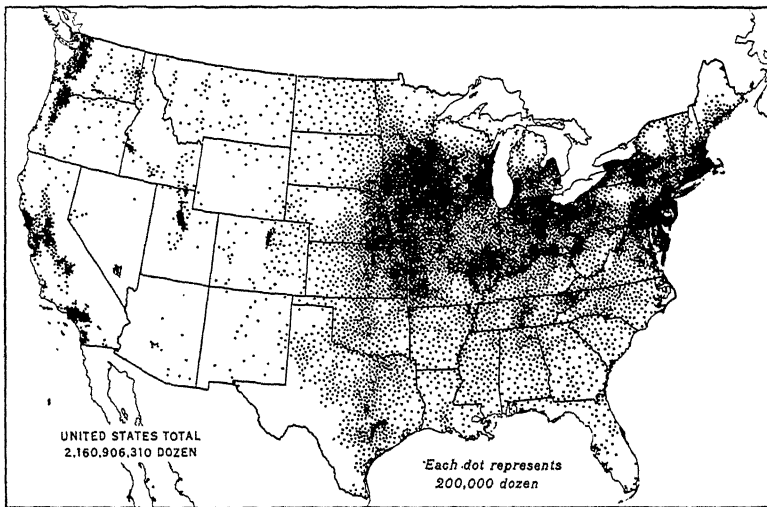 UNITED STATES TOTAL
2,160,906,310 DOZEN
Each dot represents
200,000 dozen